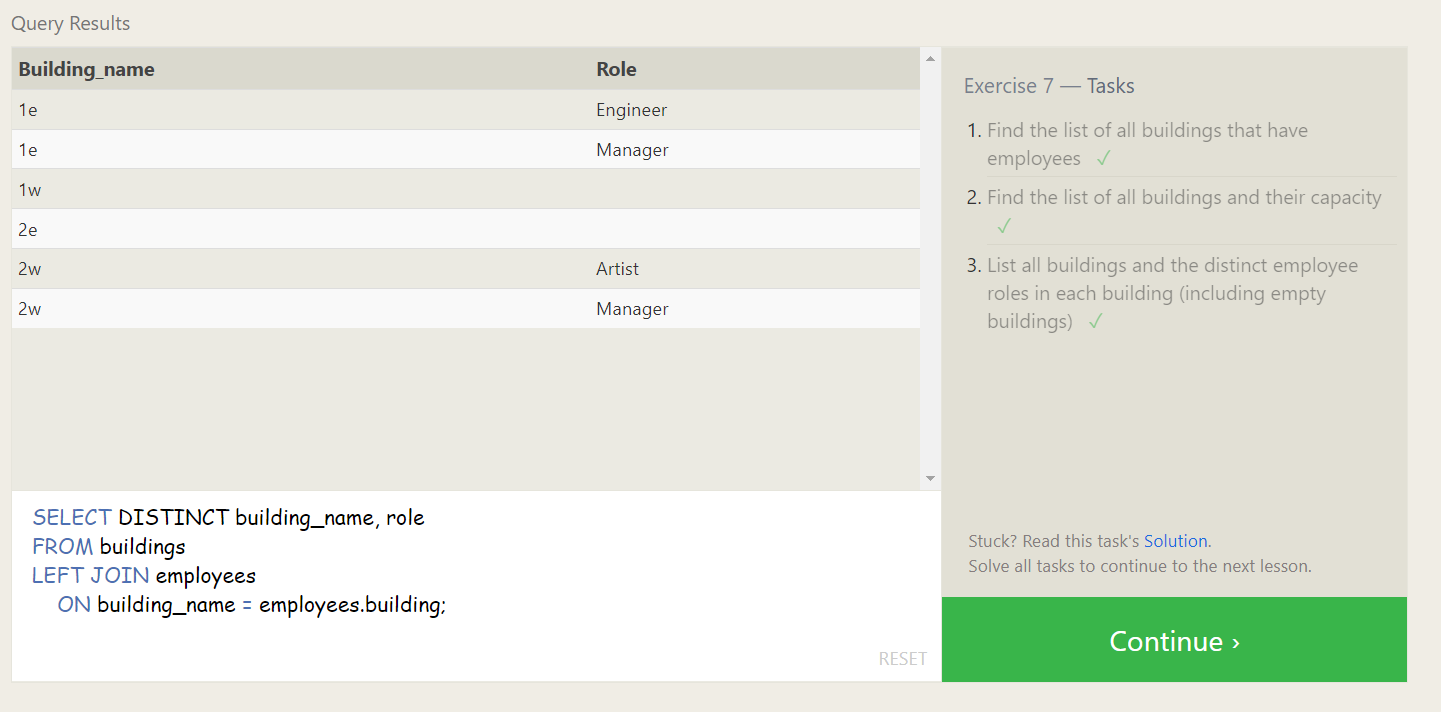 Query Results
Building_name Role
1e Engineer
1e Manager
1w
2e
2w Artist
2w Manager
SELECT DISTINCT building_name, role
FROM buildings
LEFT JOIN employees
ON building_name = employees.building;
RESET
Exercise 7 — Tasks
1. Find the list of all buildings that have
employees ✓
2. Find the list of all buildings and their capacity
✓
3. List all buildings and the distinct employee
roles in each building (including empty
buildings) ✓
Stuck? Read this task's Solution.
Solve all tasks to continue to the next lesson.
Continue ›